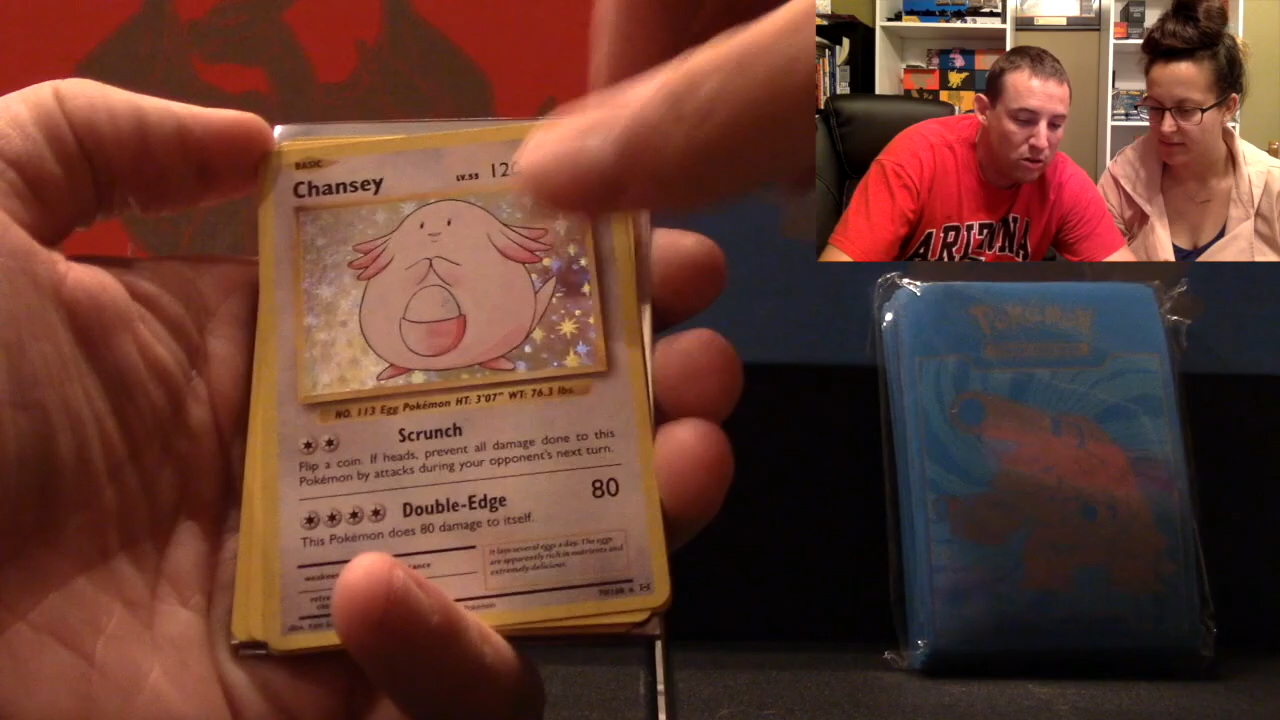 BASIC
Chansey LV.55 120
NO. 113 Egg Pokémon HT: 3'07" WT: 76.3 lbs.
Scrunch
Flip a coin. If heads, prevent all damage done to this
Pokémon by attacks during your opponent's next turn.
Double-Edge 80
This Pokémon does 80 damage to itself.
It lays several eggs a day. The eggs
are apparently rich in nutrients and
extremely delicious.
70/108
ARIZONA
POKÉMON